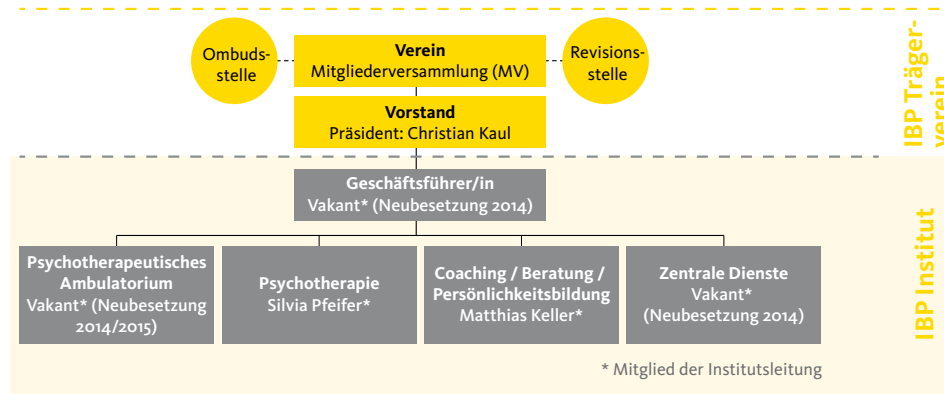 Ombuds-
stelle
Verein
Mitgliederversammlung (MV)
Revisions-
stelle
Vorstand
Präsident: Christian Kaul
IBP Träger-
verein
Geschäftsführer/in
Vakant* (Neubesetzung 2014)
Psychotherapeutisches
Ambulatorium
Vakant* (Neubesetzung
2014/2015)
Psychotherapie
Silvia Pfeifer*
Coaching / Beratung /
Persönlichkeitsbildung
Matthias Keller*
Zentrale Dienste
Vakant*
(Neubesetzung 2014)
IBP Institut
* Mitglied der Institutsleitung